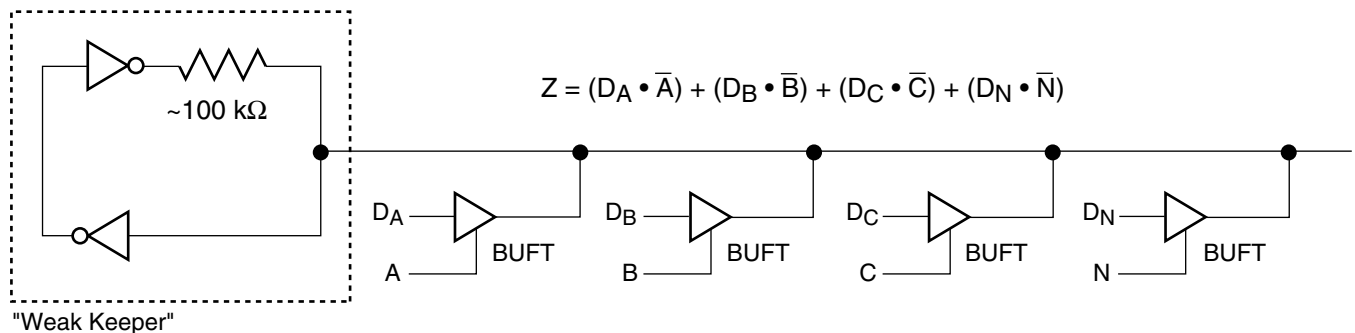 ~100 kΩ
Z = (D_A • A̅) + (D_B • B̅) + (D_C • C̅) + (D_N • N̅)
D_A
A
BUFT
D_B
B
BUFT
D_C
C
BUFT
D_N
N
BUFT
"Weak Keeper"